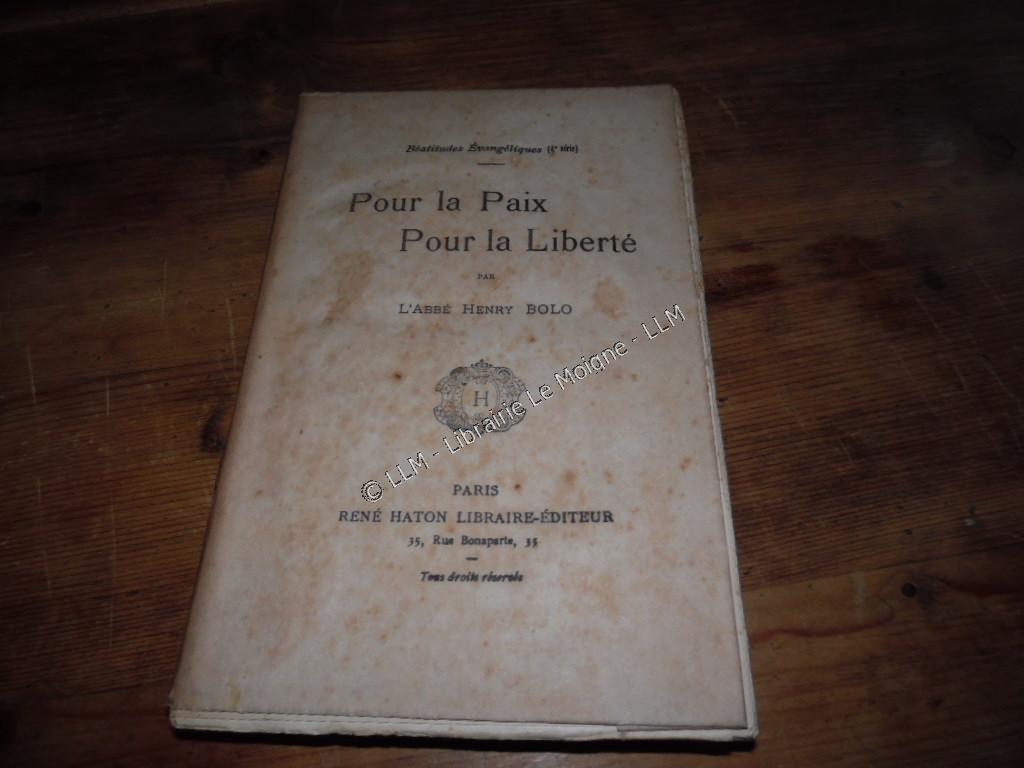 Béatitudes Évangéliques (4e série)
Pour la Paix
Pour la Liberté
PAR
L'ABBÉ HENRY BOLO
H
© LLM - Librairie Le Moigne - LLM
PARIS
RENÉ HATON LIBRAIRE-ÉDITEUR
35, Rue Bonaparte, 35
Tous droits réservés